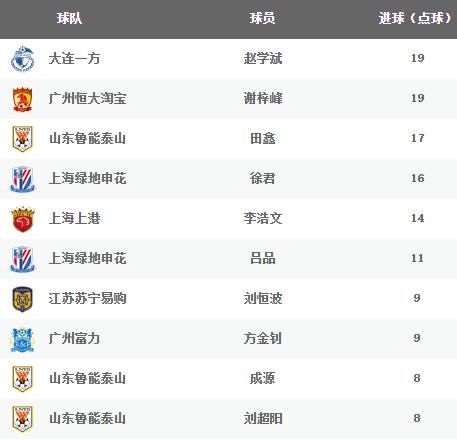 球队 球员 进球（点球）
大连一方 赵学斌 19
广州恒大淘宝 谢梓峰 19
山东鲁能泰山 田鑫 17
上海绿地申花 徐君 16
上海上港 李浩文 14
上海绿地申花 吕品 11
江苏苏宁易购 刘恒波 9
广州富力 方金钊 9
山东鲁能泰山 成源 8
山东鲁能泰山 刘超阳 8